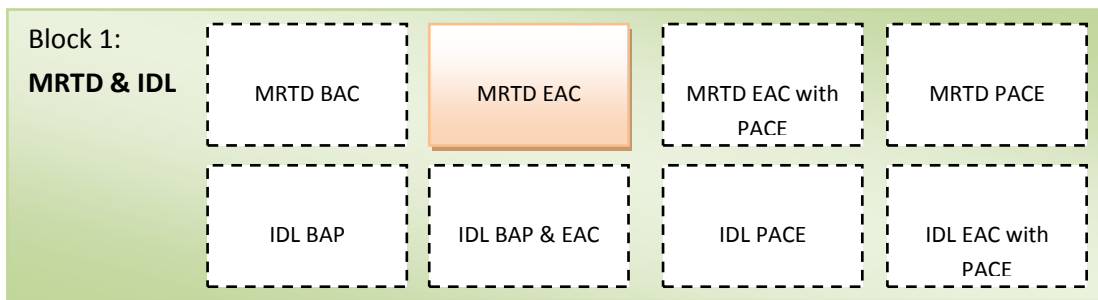 Block 1:
MRTD & IDL
MRTD BAC
MRTD EAC
MRTD EAC with
PACE
MRTD PACE
IDL BAP
IDL BAP & EAC
IDL PACE
IDL EAC with
PACE